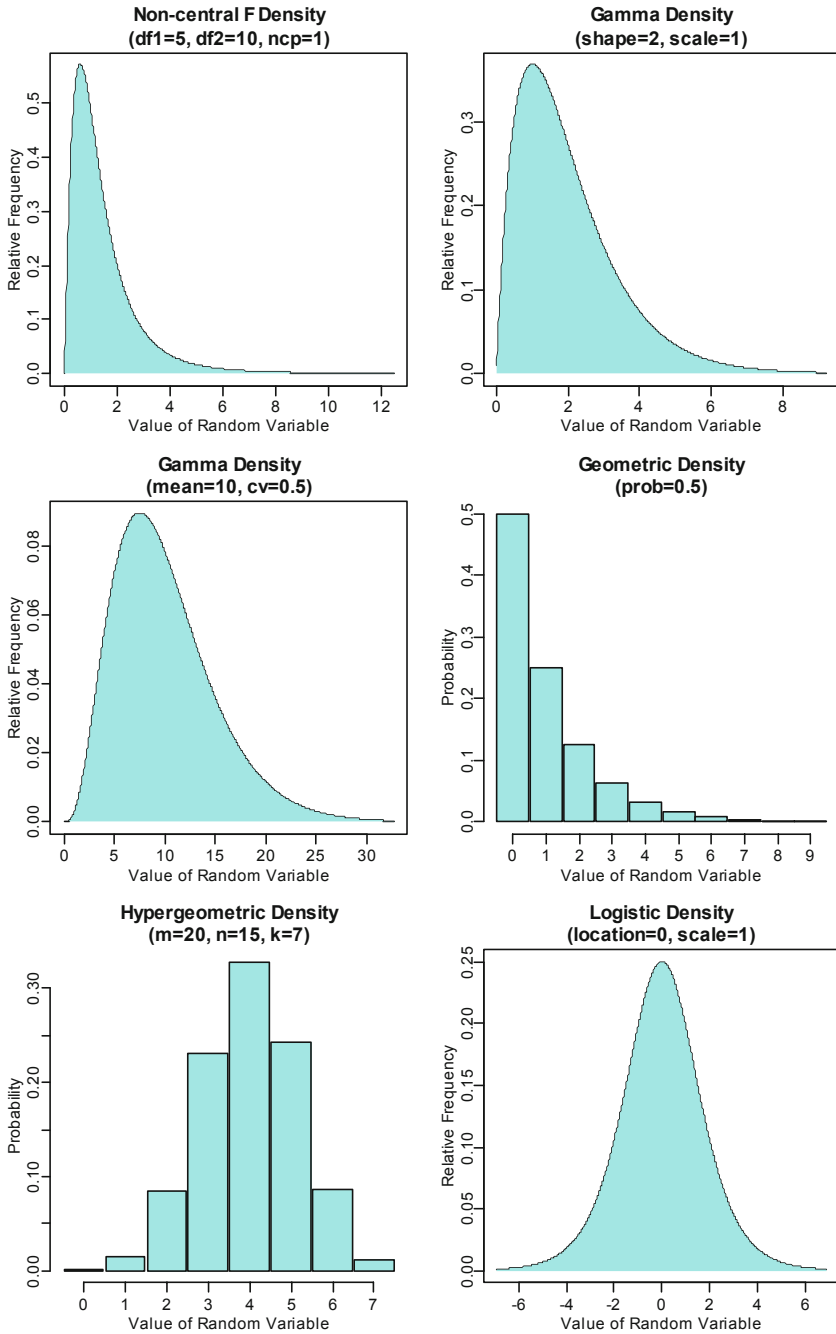 Non-central F Density
(df1=5, df2=10, ncp=1)
Relative Frequency
0.0 0.1 0.2 0.3 0.4 0.5
0 2 4 6 8 10 12
Value of Random Variable
Gamma Density
(shape=2, scale=1)
Relative Frequency
0.0 0.1 0.2 0.3
0 2 4 6 8
Value of Random Variable
Gamma Density
(mean=10, cv=0.5)
Relative Frequency
0.00 0.02 0.04 0.06 0.08
0 5 10 15 20 25 30
Value of Random Variable
Geometric Density
(prob=0.5)
Probability
0.0 0.1 0.2 0.3 0.4 0.5
0 1 2 3 4 5 6 7 8 9
Value of Random Variable
Hypergeometric Density
(m=20, n=15, k=7)
Probability
0.00 0.10 0.20 0.30
0 1 2 3 4 5 6 7
Value of Random Variable
Logistic Density
(location=0, scale=1)
Relative Frequency
0.00 0.05 0.10 0.15 0.20 0.25
-6 -4 -2 0 2 4 6
Value of Random Variable